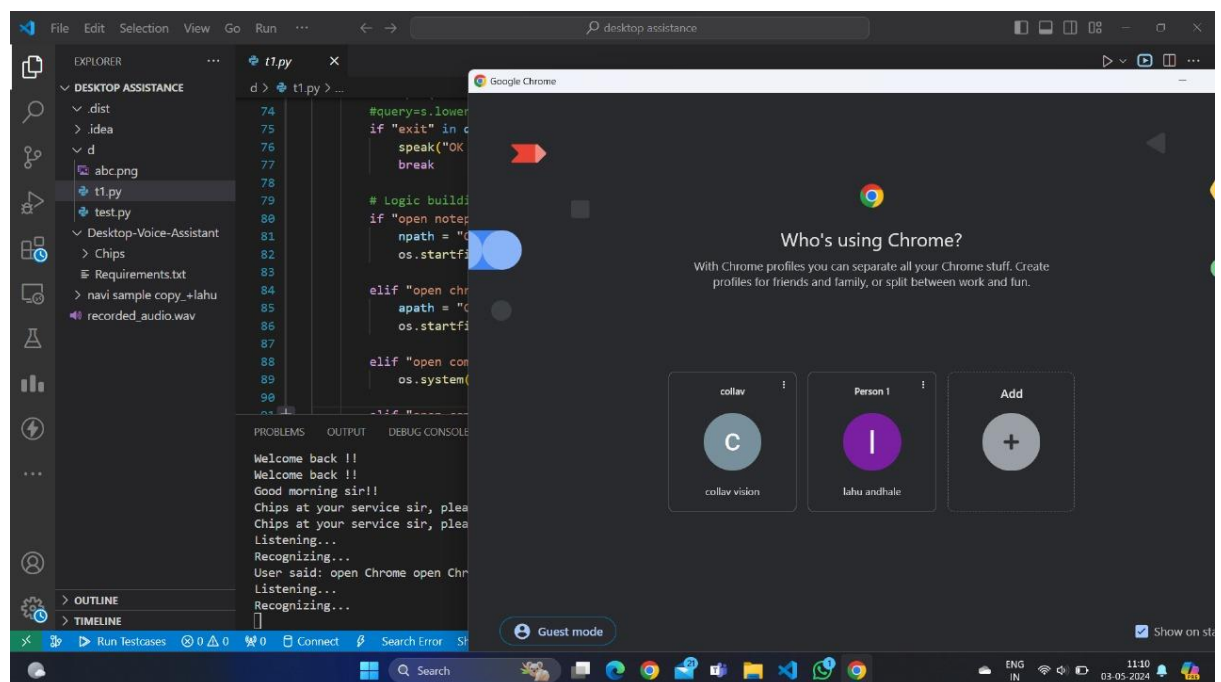 File Edit Selection View Go Run ... desktop assistance
EXPLORER ...
DESKTOP ASSISTANCE
.dist
.idea
d
abc.png
t1.py
test.py
Desktop-Voice-Assistant
Chips
Requirements.txt
navi sample copy_+lahu
recorded_audio.wav
OUTLINE
TIMELINE
t1.py
d > t1.py > ...
74 #query=s.lower
75 if "exit" in
76 speak("OK
77 break
78
79 # Logic buildi
80 if "open notep
81 npath = "C
82 os.startfi
83
84 elif "open chr
85 apath = "C
86 os.startfi
87
88 elif "open com
89 os.system(
90
PROBLEMS OUTPUT DEBUG CONSOLE
Welcome back !!
Welcome back !!
Good morning sir!!
Chips at your service sir, plea
Chips at your service sir, plea
Listening...
Recognizing...
User said: open Chrome open Chr
Listening...
Recognizing...
Google Chrome
Who's using Chrome?
With Chrome profiles you can separate all your Chrome stuff. Create
profiles for friends and family, or split between work and fun.
collav
C
collav vision
Person 1
l
lahu andhale
Add
Guest mode
Show on sta
Run Testcases 0 0 0 Connect Search Error Sh
Search
21
1
ENG
IN
11:10
03-05-2024